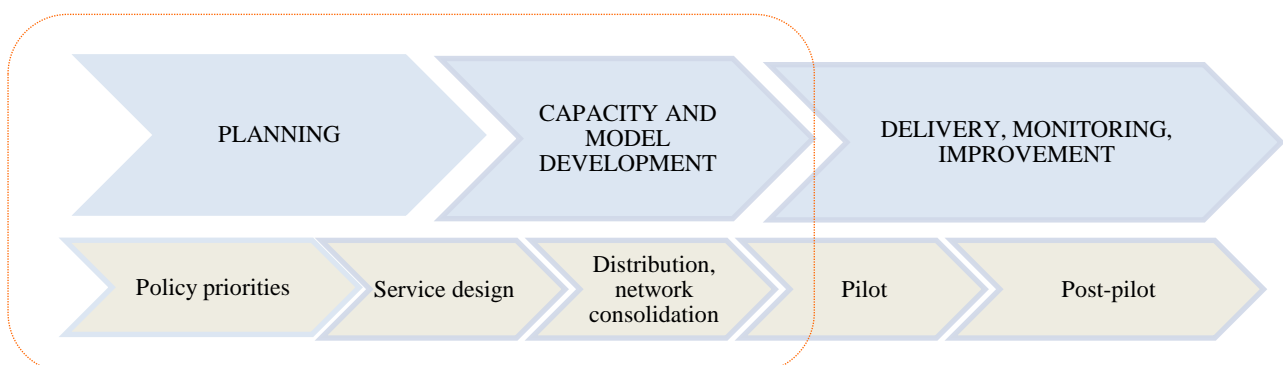 PLANNING
CAPACITY AND
MODEL
DEVELOPMENT
DELIVERY, MONITORING,
IMPROVEMENT
Policy priorities
Service design
Distribution,
network
consolidation
Pilot
Post-pilot